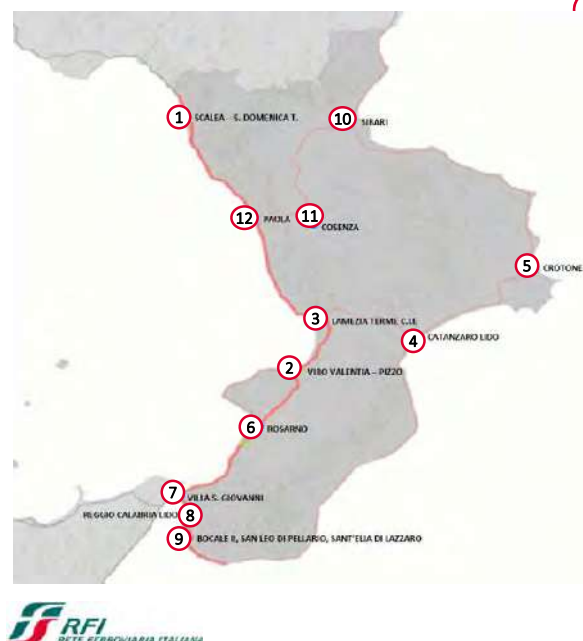 1 SCALEA - S. DOMENICA T.
10 SIBARI
12 PAOLA
11 COSENZA
5 CROTONE
3 LAMEZIA TERME C.LE
4 CATANZARO LIDO
2 VIBO VALENTIA – PIZZO
6 ROSARNO
7 VILLA S. GIOVANNI
REGGIO CALABRIA LIDO 8
9 BOCALE II, SAN LEO DI PELLARIO, SANT'ELIA DI LAZZARO
RFI
RETE FERROVIARIA ITALIANA